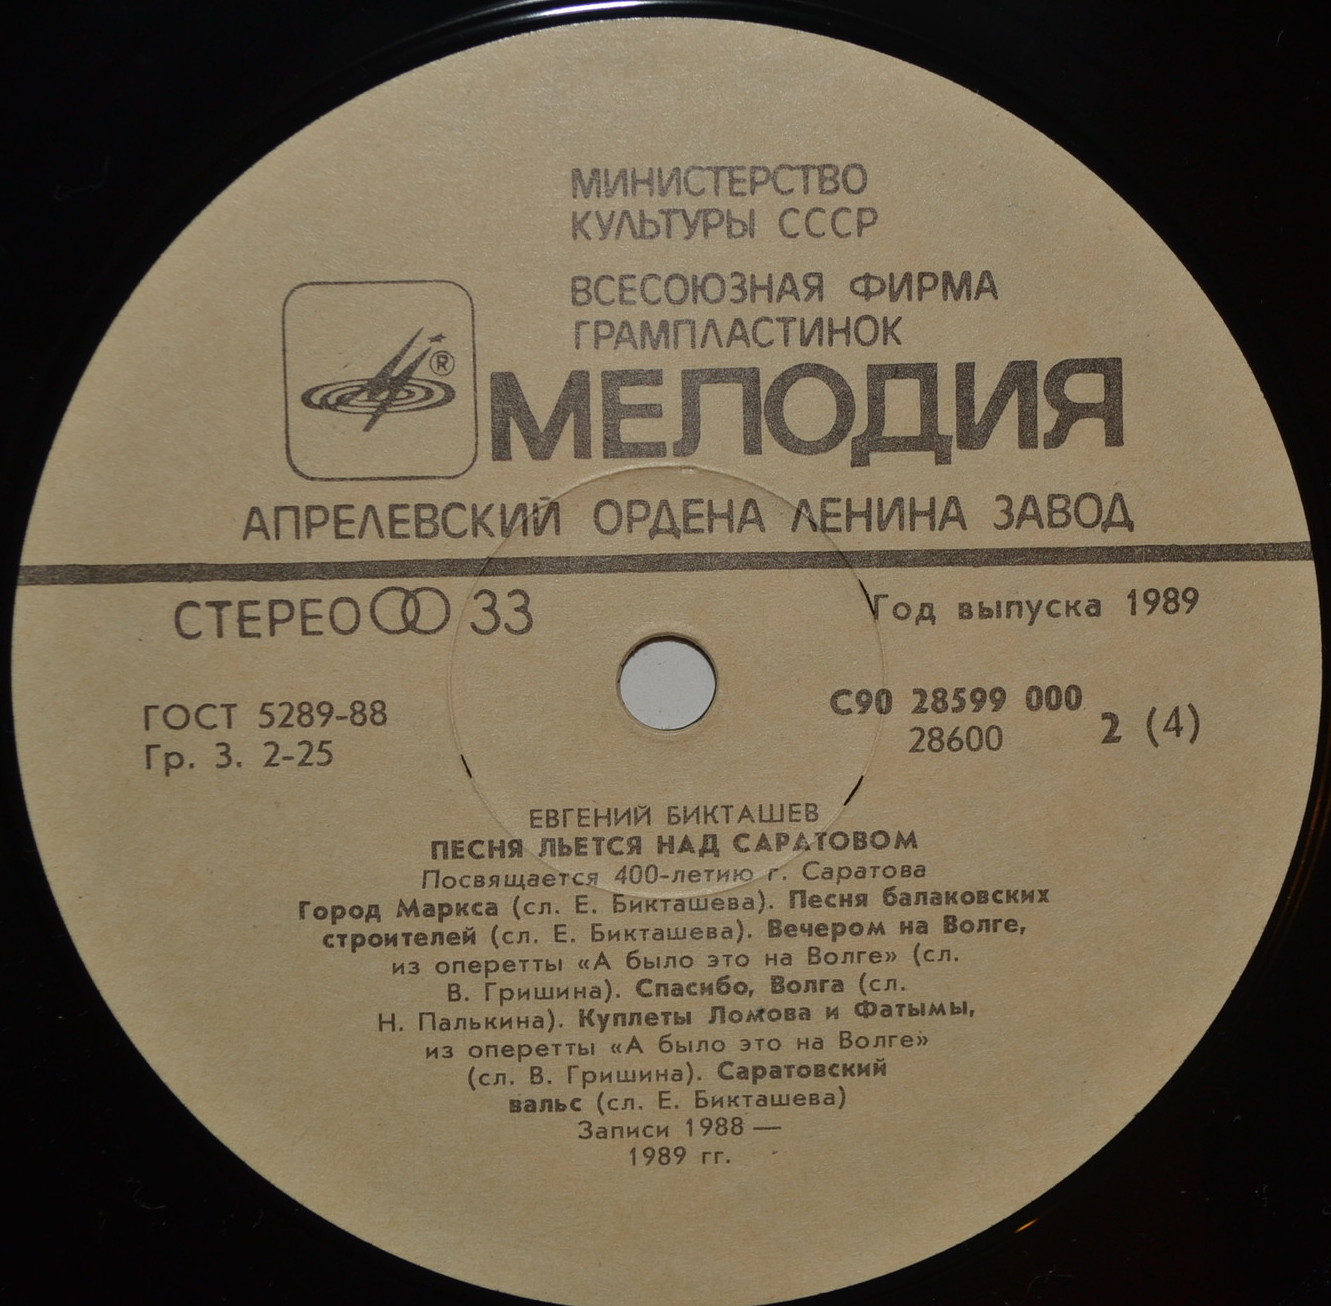 МИНИСТЕРСТВО
КУЛЬТУРЫ СССР
ВСЕСОЮЗНАЯ ФИРМА
ГРАМПЛАСТИНОК
®
МЕЛОДИЯ
АПРЕЛЕВСКИЙ ОРДЕНА ЛЕНИНА ЗАВОД
СТЕРЕО 33
Год выпуска 1989
ГОСТ 5289-88
Гр. 3. 2-25
С90 28599 000
28600
2 (4)
ЕВГЕНИЙ БИКТАШЕВ
ПЕСНЯ ЛЬЕТСЯ НАД САРАТОВОМ
Посвящается 400-летию г. Саратова
Город Маркса (сл. Е. Бикташева). Песня балаковских
строителей (сл. Е. Бикташева). Вечером на Волге,
из оперетты «А было это на Волге» (сл.
В. Гришина). Спасибо, Волга (сл.
Н. Палькина). Куплеты Ломова и Фатымы,
из оперетты «А было это на Волге»
(сл. В. Гришина). Саратовский
вальс (сл. Е. Бикташева)
Записи 1988 —
1989 гг.